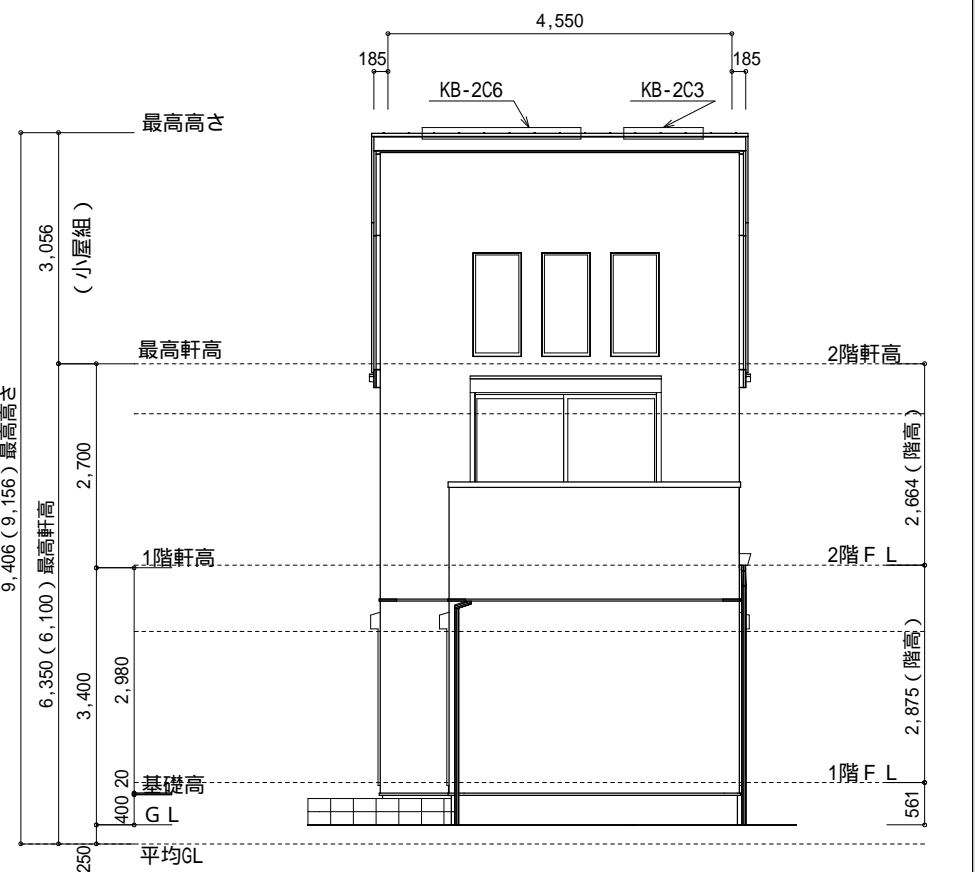 4,550
185
185
KB-2C6
KB-2C3
最高高さ
3,056
(小屋組)
最高軒高
2階軒高
9,406(9,156)最高高さ
6,350(6,100)最高軒高
2,700
2,664(階高)
1階軒高
2階FL
3,400
2,980
2,875(階高)
20
基礎高
1階FL
400
GL
561
250
平均GL